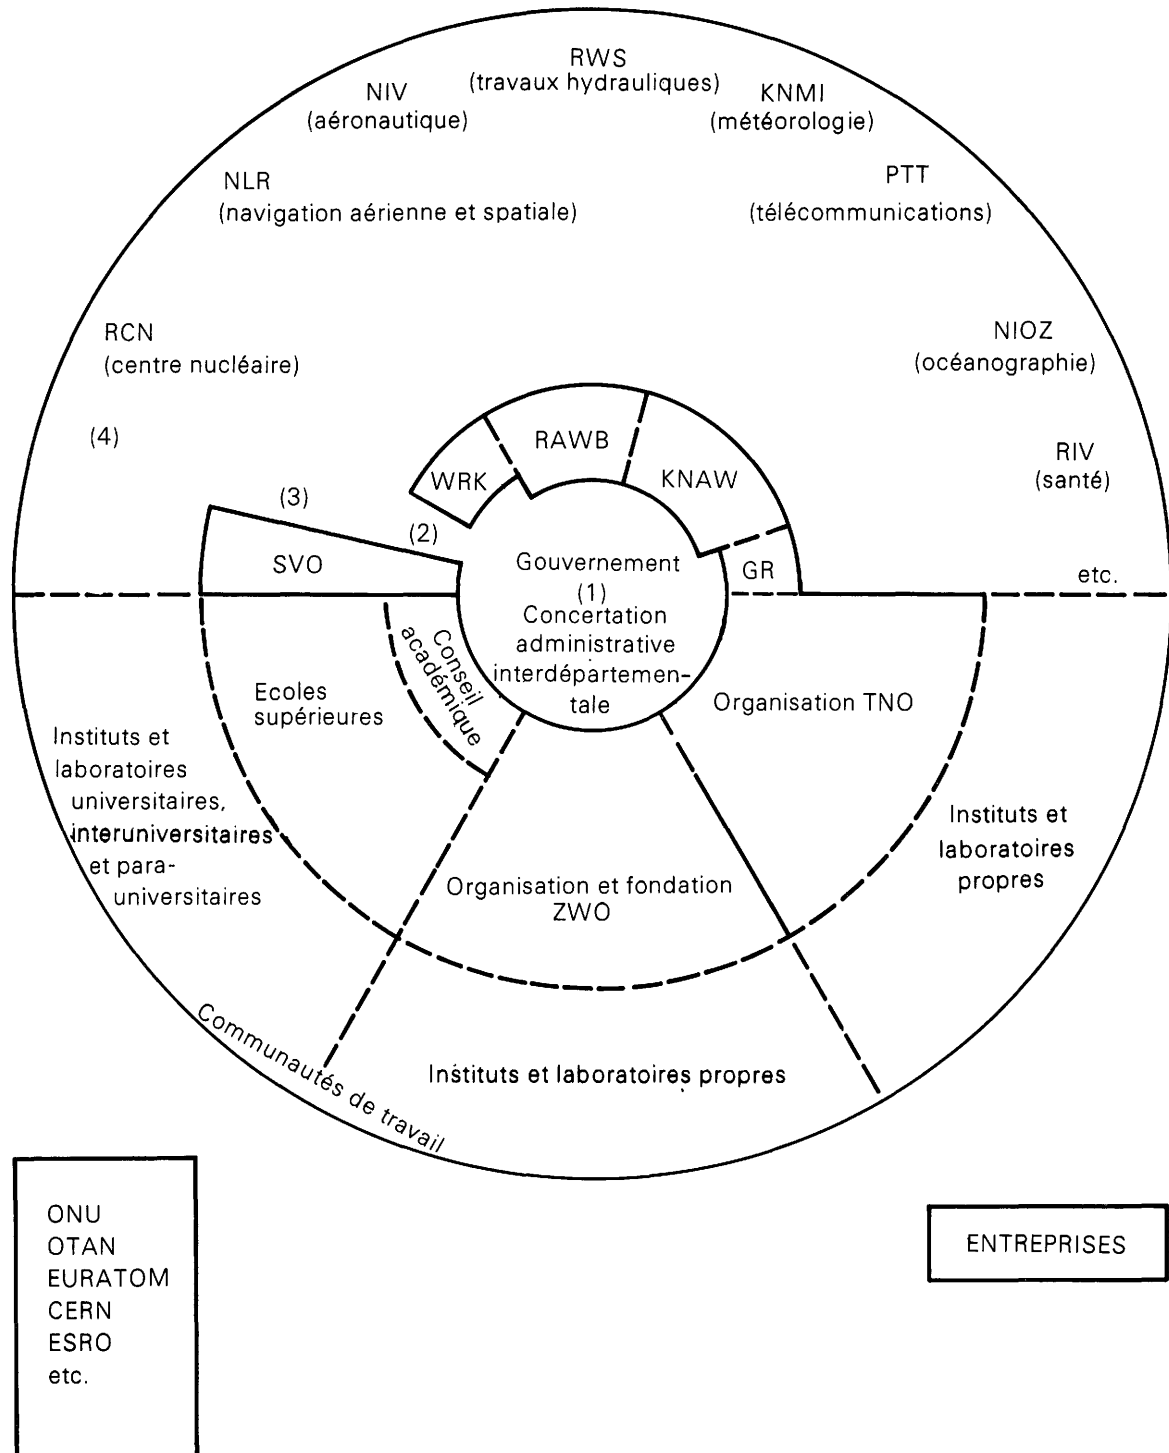 RWS
(travaux hydrauliques)
NIV
(aéronautique)
KNMI
(météorologie)
NLR
(navigation aérienne et spatiale)
PTT
(télécommunications)
RCN
(centre nucléaire)
NIOZ
(océanographie)
(4)
RIV
(santé)
etc.
(3)
(2)
SVO
WRK
RAWB
KNAW
GR
Gouvernement
(1)
Concertation
administrative
interdépartemen-
tale
Conseil
académique
Ecoles
supérieures
Organisation TNO
Instituts et
laboratoires
universitaires,
interuniversitaires
et para-
universitaires
Organisation et fondation
ZWO
Instituts et
laboratoires
propres
Instituts et laboratoires propres
Communautés de travail
ONU
OTAN
EURATOM
CERN
ESRO
etc.
ENTREPRISES